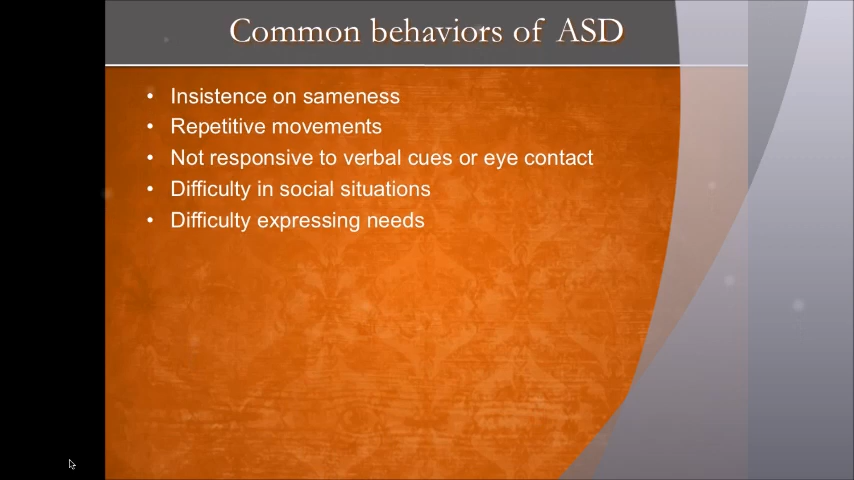 Common behaviors of ASD
• Insistence on sameness
• Repetitive movements
• Not responsive to verbal cues or eye contact
• Difficulty in social situations
• Difficulty expressing needs